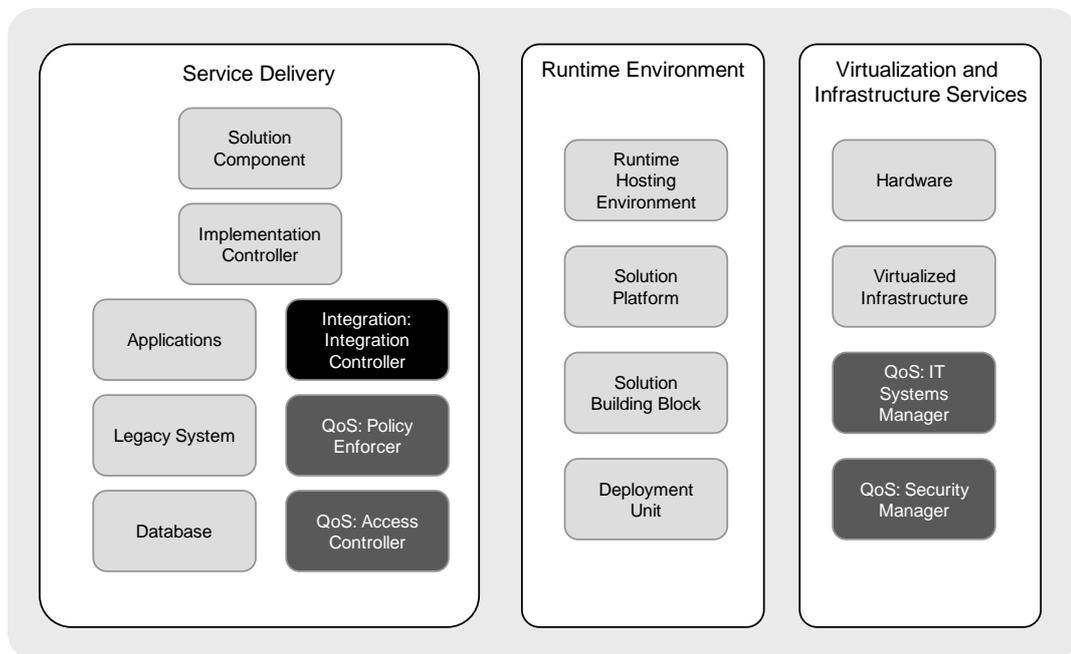 Service Delivery
Solution
Component
Implementation
Controller
Applications
Integration:
Integration
Controller
Legacy System
QoS: Policy
Enforcer
Database
QoS: Access
Controller
Runtime Environment
Runtime
Hosting
Environment
Solution
Platform
Solution
Building Block
Deployment
Unit
Virtualization and
Infrastructure Services
Hardware
Virtualized
Infrastructure
QoS: IT
Systems
Manager
QoS: Security
Manager